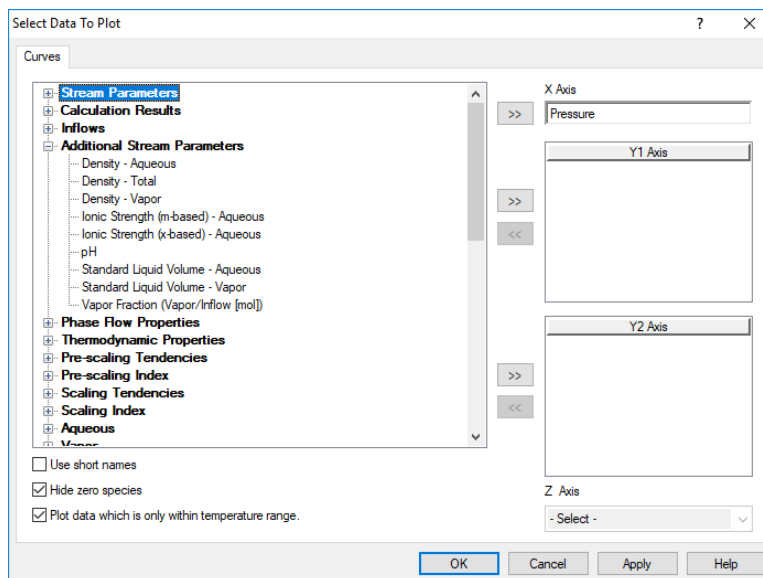 Select Data To Plot
?
Curves
Stream Parameters
Calculation Results
Inflows
Additional Stream Parameters
Density - Aqueous
Density - Total
Density - Vapor
Ionic Strength (m-based) - Aqueous
Ionic Strength (x-based) - Aqueous
pH
Standard Liquid Volume - Aqueous
Standard Liquid Volume - Vapor
Vapor Fraction (Vapor/Inflow [mol])
Phase Flow Properties
Thermodynamic Properties
Pre-scaling Tendencies
Pre-scaling Index
Scaling Tendencies
Scaling Index
Aqueous
Vapor
Use short names
Hide zero species
Plot data which is only within temperature range.
>>
X Axis
Pressure
>>
<<
Y1 Axis
>>
<<
Y2 Axis
Z Axis
- Select -
OK
Cancel
Apply
Help